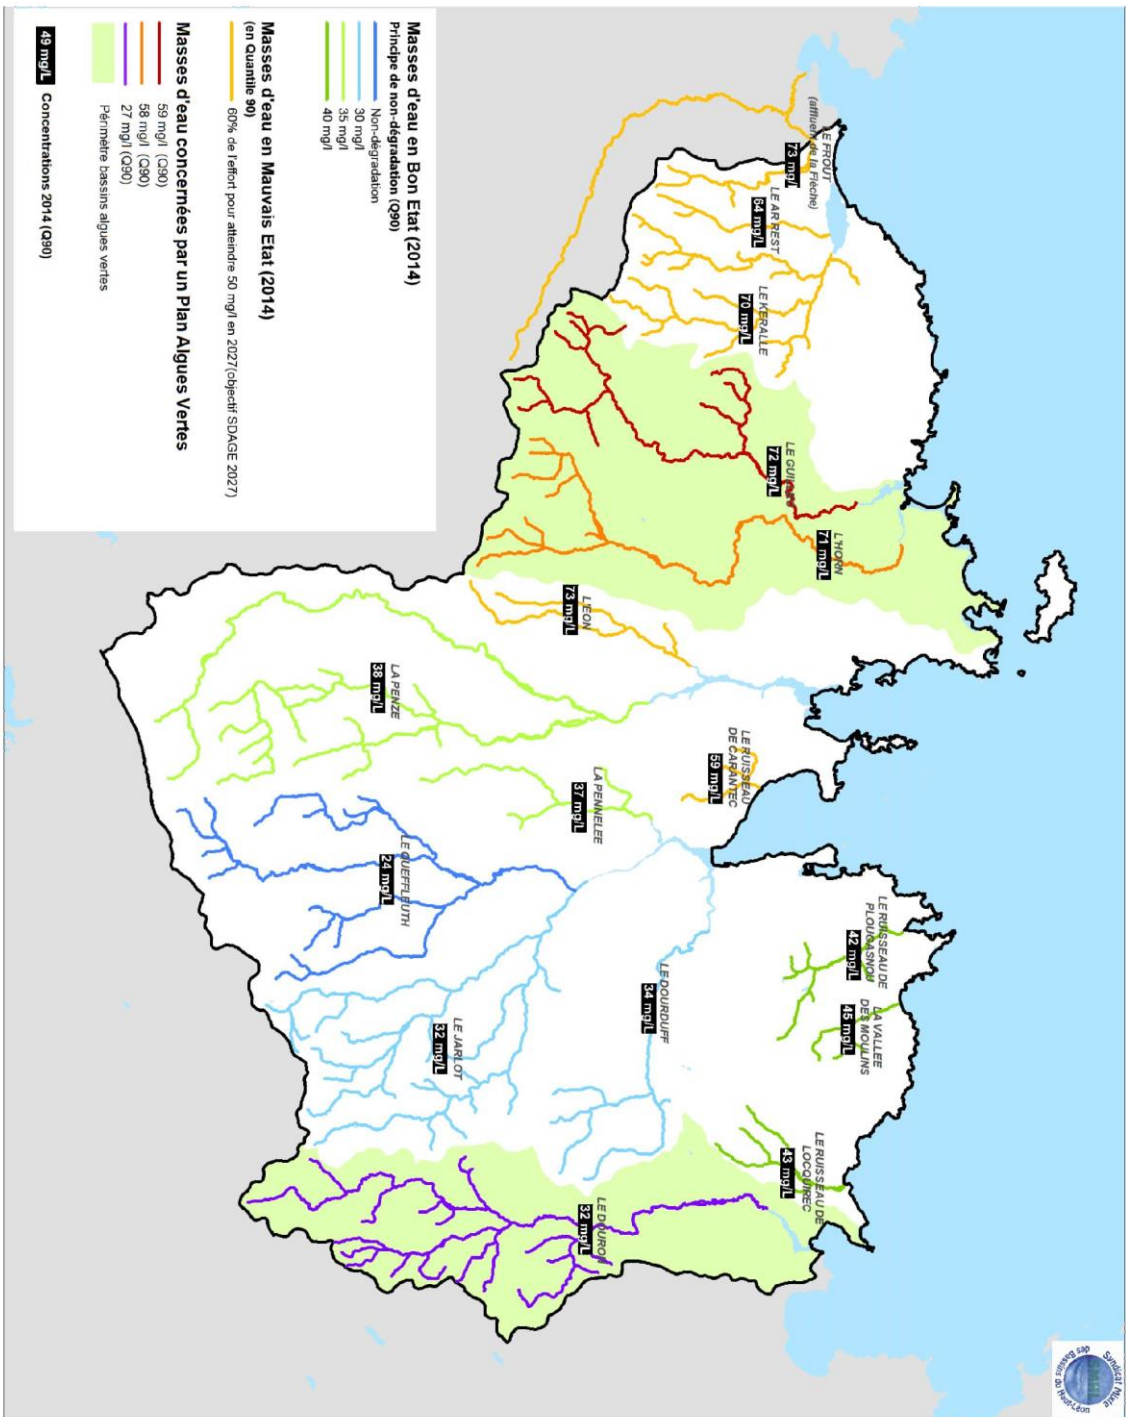 LE FROUT
(affluent de la Flèche)
73 mg/L
LE AR REST
64 mg/L
LE KERALLE
70 mg/L
72 mg/L
L'HORN
71 mg/L
L'EON
73 mg/L
LA PENZE
38 mg/L
LE RUISSEAU
DE CARANTEC
59 mg/L
LA PENNELEE
37 mg/L
LE QUEFFLEUTH
24 mg/L
LE RUISSEAU DE
PLOUGASNOU
42 mg/L
LA VALLEE
DES MOULINS
45 mg/L
LE DOURDUFF
34 mg/L
LE JARLOT
32 mg/L
LE RUISSEAU DE
LOCQUIREC
43 mg/L
LE DOURON
32 mg/L
Masses d'eau en Bon Etat (2014)
Principe de non-dégradation (Q90)
Non-dégradation
30 mg/l
35 mg/l
40 mg/l
Masses d'eau en Mauvais Etat (2014)
(en Quantile 90)
60% de l'effort pour atteindre 50 mg/l en 2027(objectif SDAGE 2027)
Masses d'eau concernées par un Plan Algues Vertes
59 mg/l (Q90)
58 mg/l (Q90)
27 mg/l (Q90)
Périmètre bassins algues vertes
49 mg/L Concentrations 2014 (Q90)
Syndicat Mixte
des Bassins du Haut-Léon